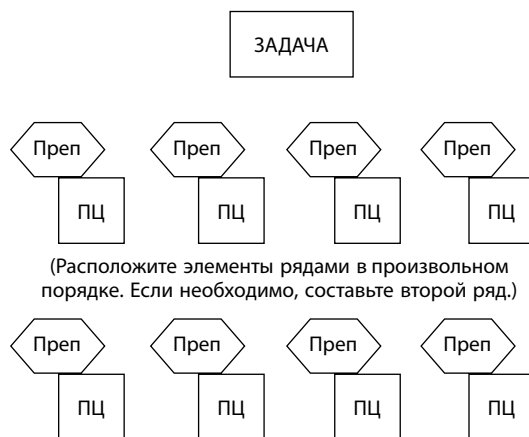 ЗАДАЧА
Преп Преп Преп Преп
ПЦ ПЦ ПЦ ПЦ
(Расположите элементы рядами в произвольном
порядке. Если необходимо, составьте второй ряд.)
Преп Преп Преп Преп
ПЦ ПЦ ПЦ ПЦ